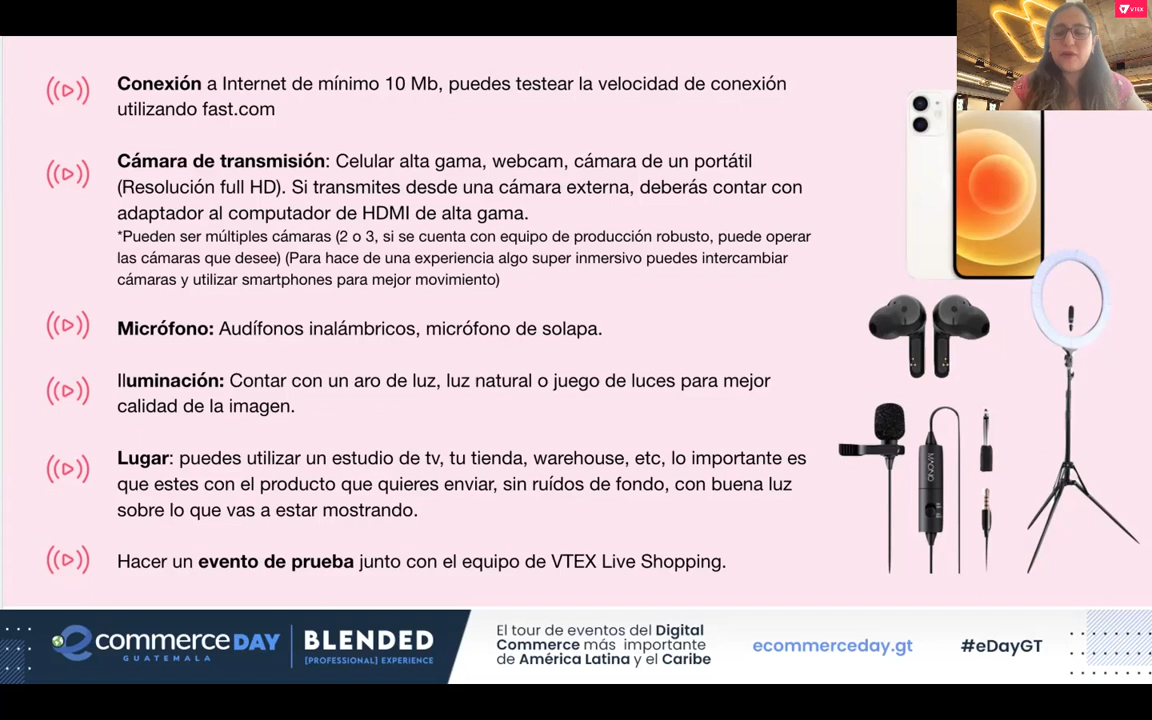 VTEX
Conexión a Internet de mínimo 10 Mb, puedes testear la velocidad de conexión
utilizando fast.com
Cámara de transmisión: Celular alta gama, webcam, cámara de un portátil
(Resolución full HD). Si transmites desde una cámara externa, deberás contar con
adaptador al computador de HDMI de alta gama.
*Pueden ser múltiples cámaras (2 o 3, si se cuenta con equipo de producción robusto, puede operar
las cámaras que desee) (Para hace de una experiencia algo super inmersivo puedes intercambiar
cámaras y utilizar smartphones para mejor movimiento)
Micrófono: Audífonos inalámbricos, micrófono de solapa.
Iluminación: Contar con un aro de luz, luz natural o juego de luces para mejor
calidad de la imagen.
Lugar: puedes utilizar un estudio de tv, tu tienda, warehouse, etc, lo importante es
que estes con el producto que quieres enviar, sin ruídos de fondo, con buena luz
sobre lo que vas a estar mostrando.
MAONO
Hacer un evento de prueba junto con el equipo de VTEX Live Shopping.
ecommerce DAY
GUATEMALA
BLENDED
[PROFESSIONAL] EXPERIENCE
El tour de eventos del Digital
Commerce más importante
de América Latina y el Caribe
ecommerceday.gt
#eDayGT